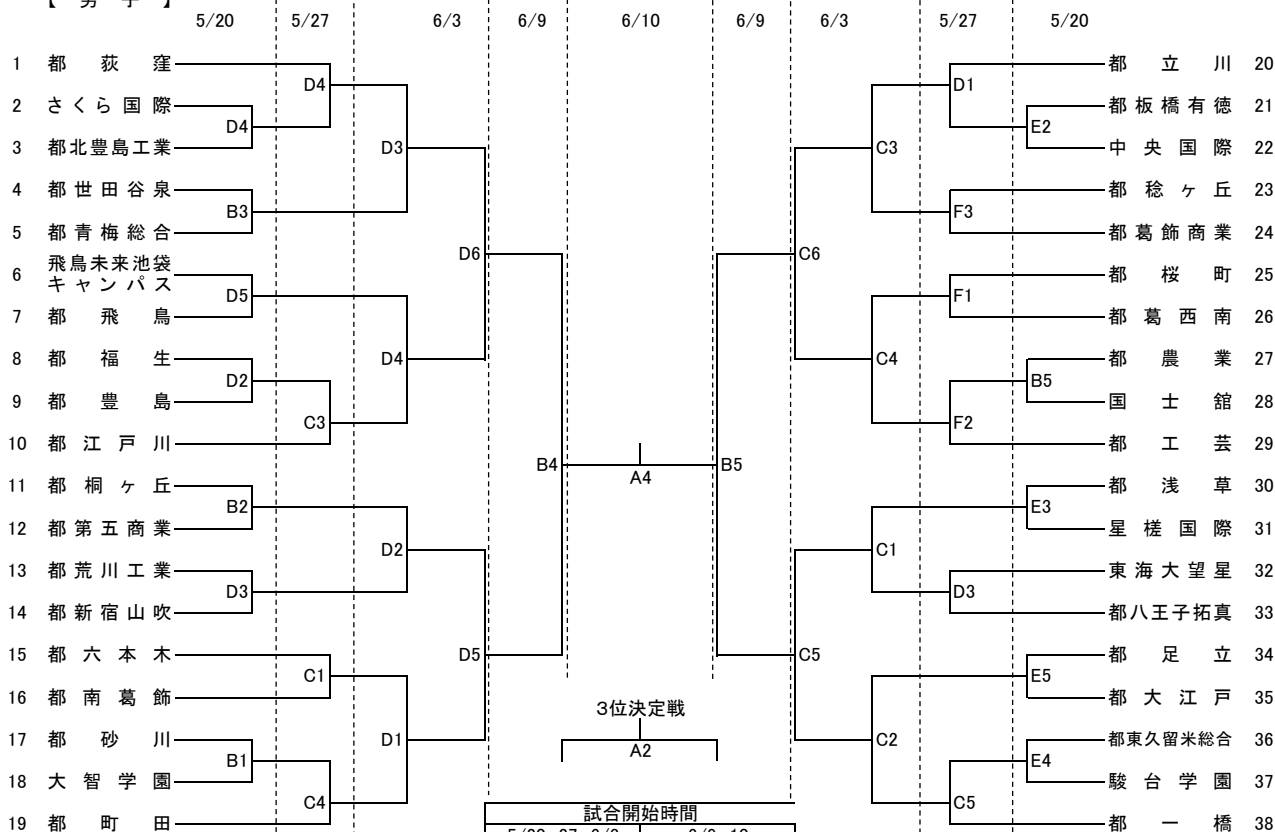 【 男 子 】
5/20 5/27 6/3 6/9 6/10 6/9 6/3 5/27 5/20
1 都荻窪
2 さくら国際
3 都北豊島工業
4 都世田谷泉
5 都青梅総合
6 飛鳥未来池袋
キャンパス
7 都飛鳥
8 都福生
9 都豊島
10 都江戸川
11 都桐ヶ丘
12 都第五商業
13 都荒川工業
14 都新宿山吹
15 都六本木
16 都南葛飾
17 都砂川
18 大智学園
19 都町田
D4
B3
D5
D2
B2
D3
B1
D4
C3
C1
C4
D3
D4
D2
D1
D6
D5
B4
A4
B5
3位決定戦
A2
C6
C5
C3
C4
C1
C2
D1
F3
F1
F2
D3
C5
E2
B5
E3
E5
E4
都立川 20
都板橋有徳 21
中央国際 22
都稔ヶ丘 23
都葛飾商業 24
都桜町 25
都葛西南 26
都農業 27
国士舘 28
都工芸 29
都浅草 30
星槎国際 31
東海大望星 32
都八王子拓真 33
都足立 34
都大江戸 35
都東久留米総合 36
駿台学園 37
都一橋 38
試合開始時間